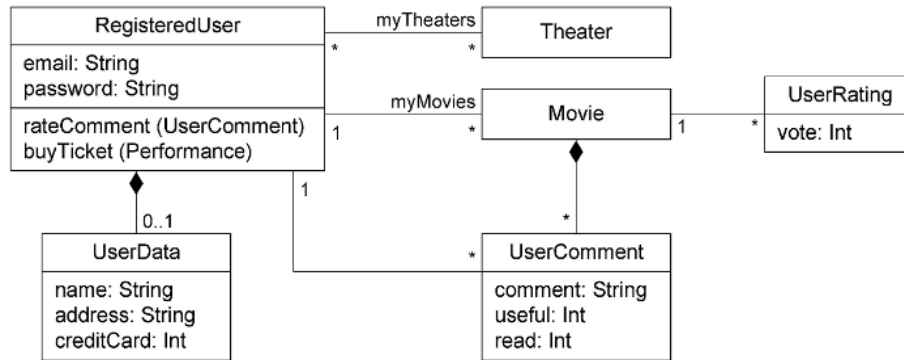 RegisteredUser
email: String
password: String
rateComment (UserComment)
buyTicket (Performance)
myTheaters
*
*
Theater
myMovies
1
*
Movie
1
*
UserRating
vote: Int
1
*
*
0..1
UserData
name: String
address: String
creditCard: Int
UserComment
comment: String
useful: Int
read: Int